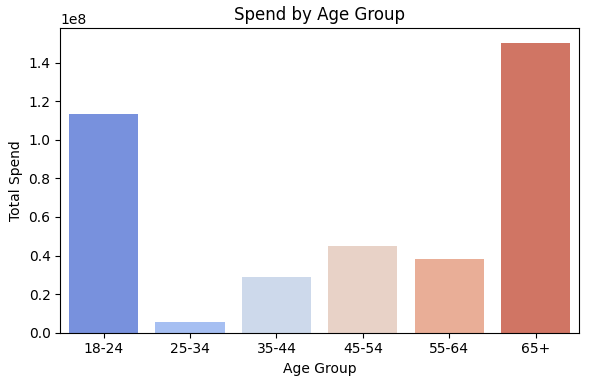 Spend by Age Group
1e8
1.4
1.2
1.0
0.8
0.6
0.4
0.2
0.0
Total Spend
18-24 25-34 35-44 45-54 55-64 65+
Age Group